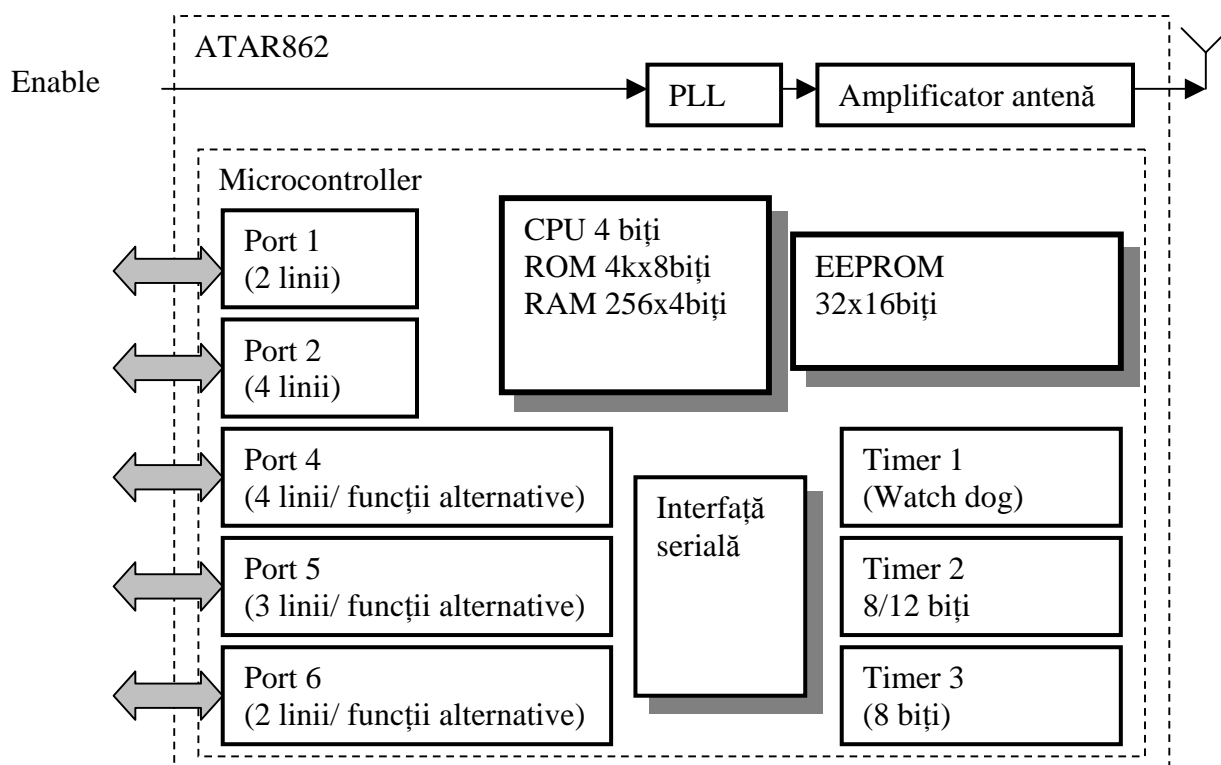 ATAR862
Enable
PLL
Amplificator antenă
Microcontroller
Port 1
(2 linii)
CPU 4 biți
ROM 4kx8biți
RAM 256x4biți
EEPROM
32x16biți
Port 2
(4 linii)
Port 4
(4 linii/ funcții alternative)
Interfață
serială
Timer 1
(Watch dog)
Port 5
(3 linii/ funcții alternative)
Timer 2
8/12 biți
Port 6
(2 linii/ funcții alternative)
Timer 3
(8 biți)